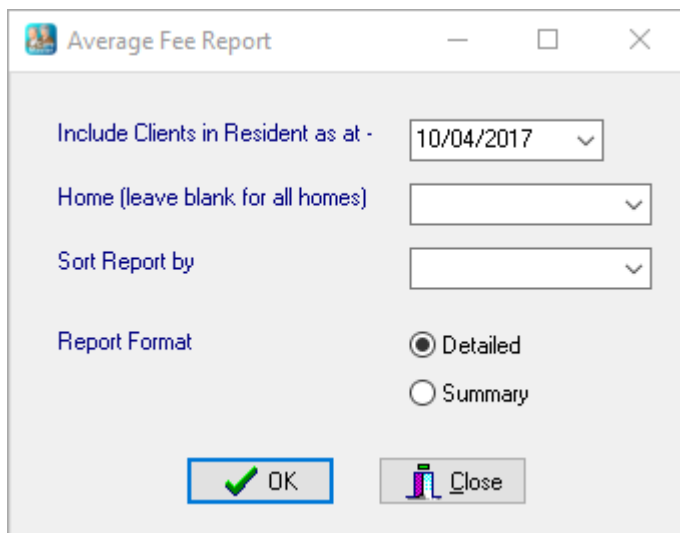 Average Fee Report
Include Clients in Resident as at - 10/04/2017
Home (leave blank for all homes)
Sort Report by
Report Format Detailed
Summary
OK Close